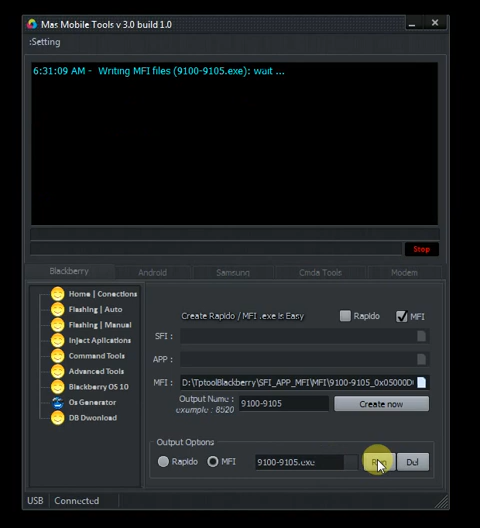 Mas Mobile Tools v 3.0 build 1.0
:Setting
6:31:09 AM - Writing MFI files (9100-9105.exe): wait ...
Stop
Blackberry Android Samsung Cmda Tools Modem
Home | Conections
Flashing | Auto
Flashing | Manual
Inject Aplications
Command Tools
Advanced Tools
Blackberry OS 10
Os Generator
DB Dwonload
Create Rapido / MFI .exe is Easy Rapido MFI
SFI :
APP :
MFI : D:\TptoolBlackberry\SFI_APP_MFI\MFI\9100-9105_0x05000D
Output Name : 9100-9105 Create now
example : 8520
Output Options
Rapido MFI 9100-9105.exe Run Del
USB Connected